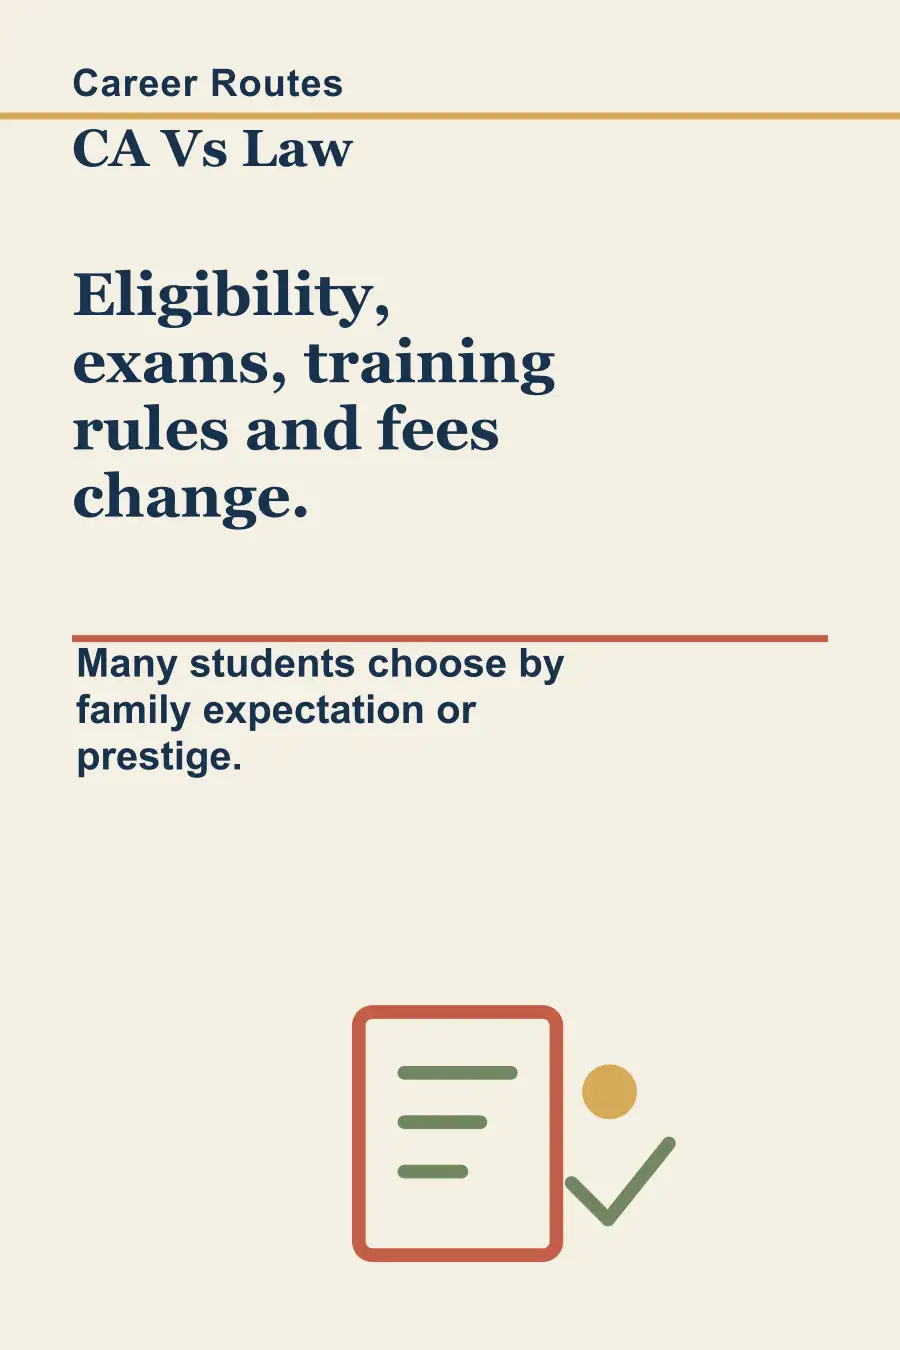 Career Routes
CA Vs Law
Eligibility,
exams, training
rules and fees
change.
Many students choose by
family expectation or
prestige.